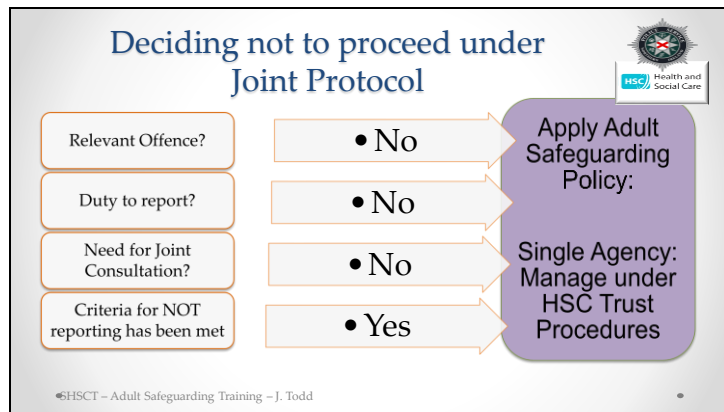 Deciding not to proceed under
Joint Protocol
HSC Health and
Social Care
Relevant Offence?
• No
Duty to report?
• No
Need for Joint
Consultation?
• No
Criteria for NOT
reporting has been met
• Yes
Apply Adult
Safeguarding
Policy:
Single Agency:
Manage under
HSC Trust
Procedures
SHSCT – Adult Safeguarding Training – J. Todd